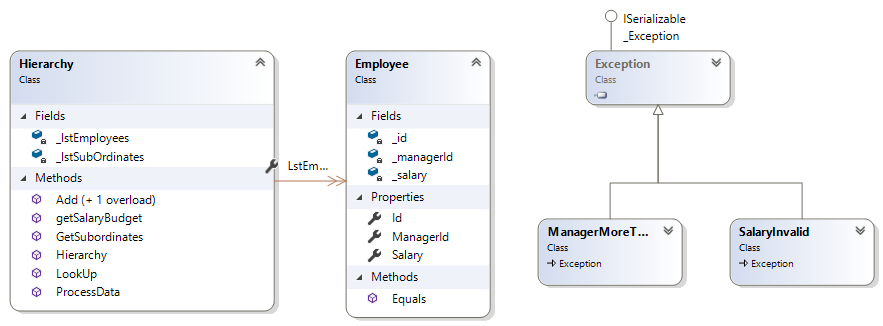 Hierarchy
Class
Fields
_lstEmployees
_lstSubOrdinates
Methods
Add (+ 1 overload)
getSalaryBudget
GetSubordinates
Hierarchy
LookUp
ProcessData
LstEm...
Employee
Class
Fields
_id
_managerId
_salary
Properties
Id
ManagerId
Salary
Methods
Equals
ISerializable
_Exception
Exception
Class
ManagerMoreT...
Class
Exception
SalaryInvalid
Class
Exception